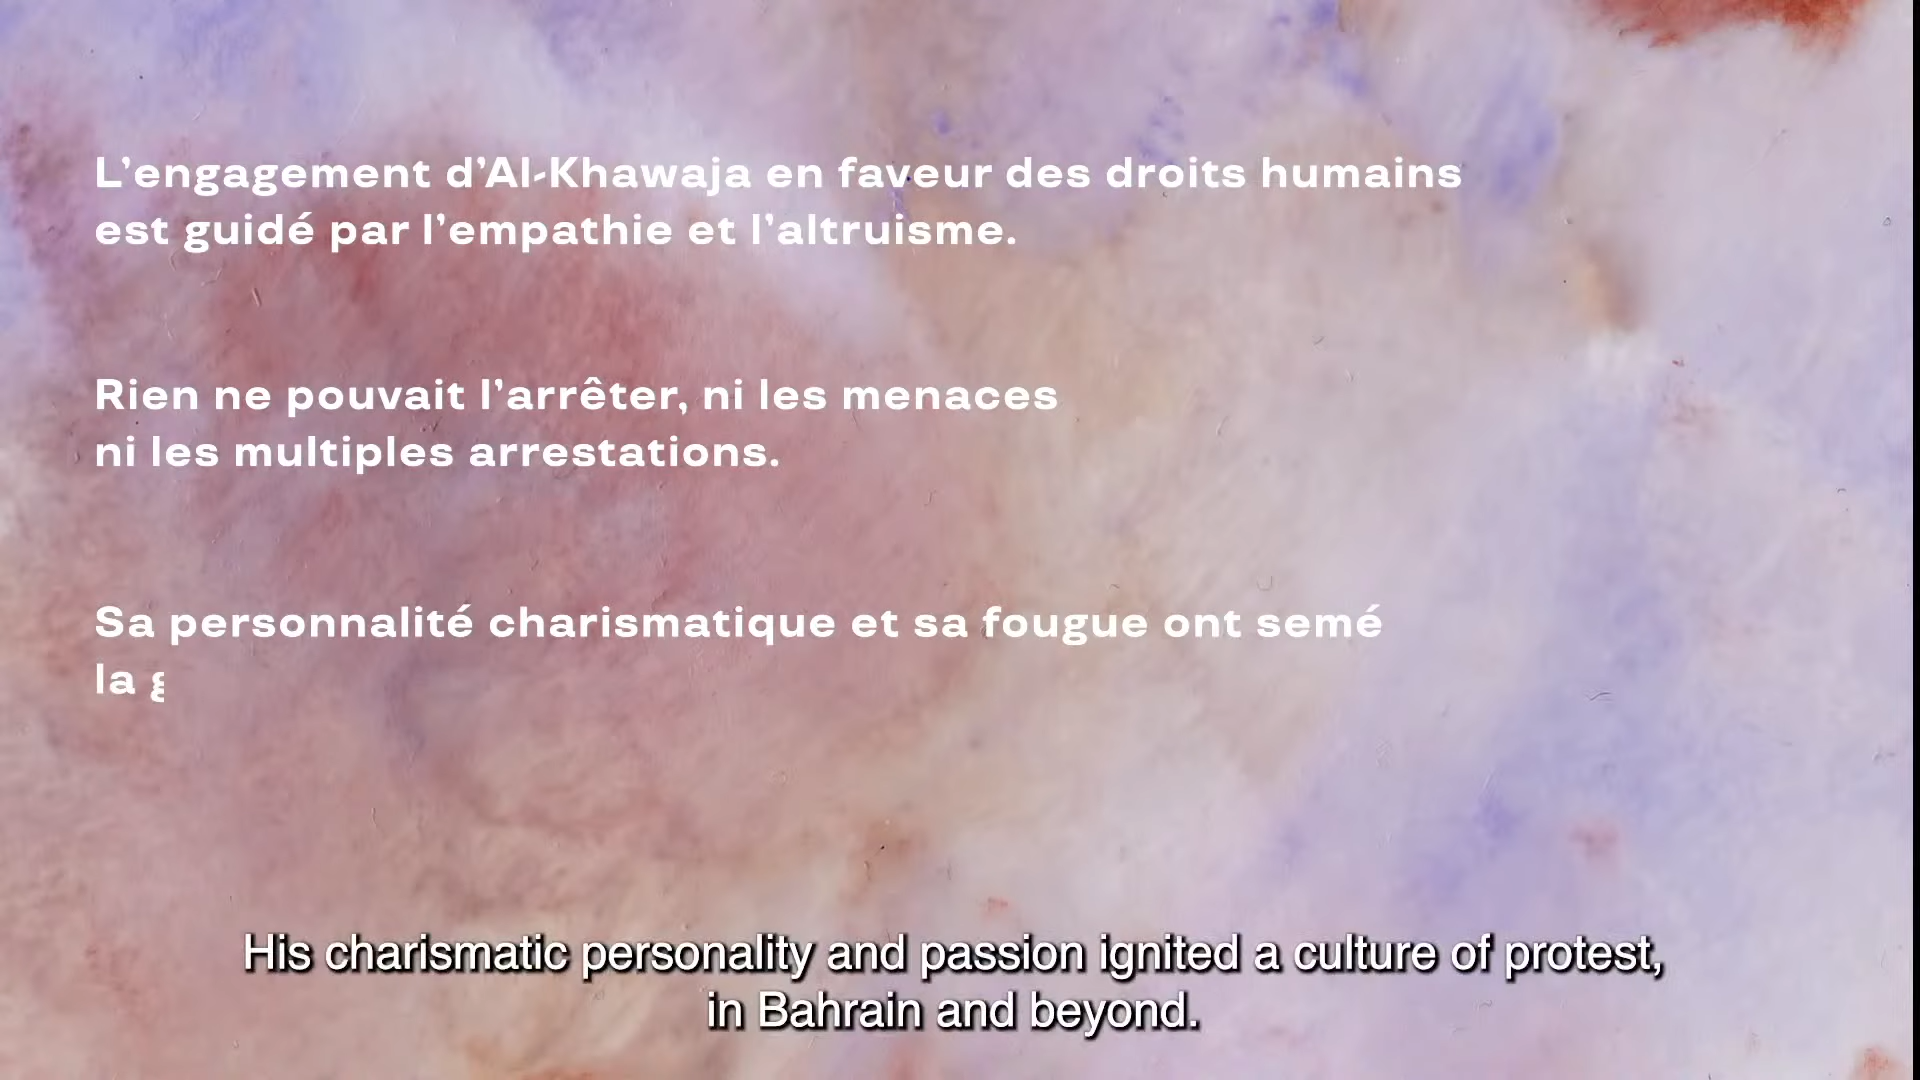 L’engagement d’Al-Khawaja en faveur des droits humains
est guidé par l’empathie et l’altruisme.
Rien ne pouvait l’arrêter, ni les menaces
ni les multiples arrestations.
Sa personnalité charismatique et sa fougue ont semé
la
His charismatic personality and passion ignited a culture of protest,
in Bahrain and beyond.